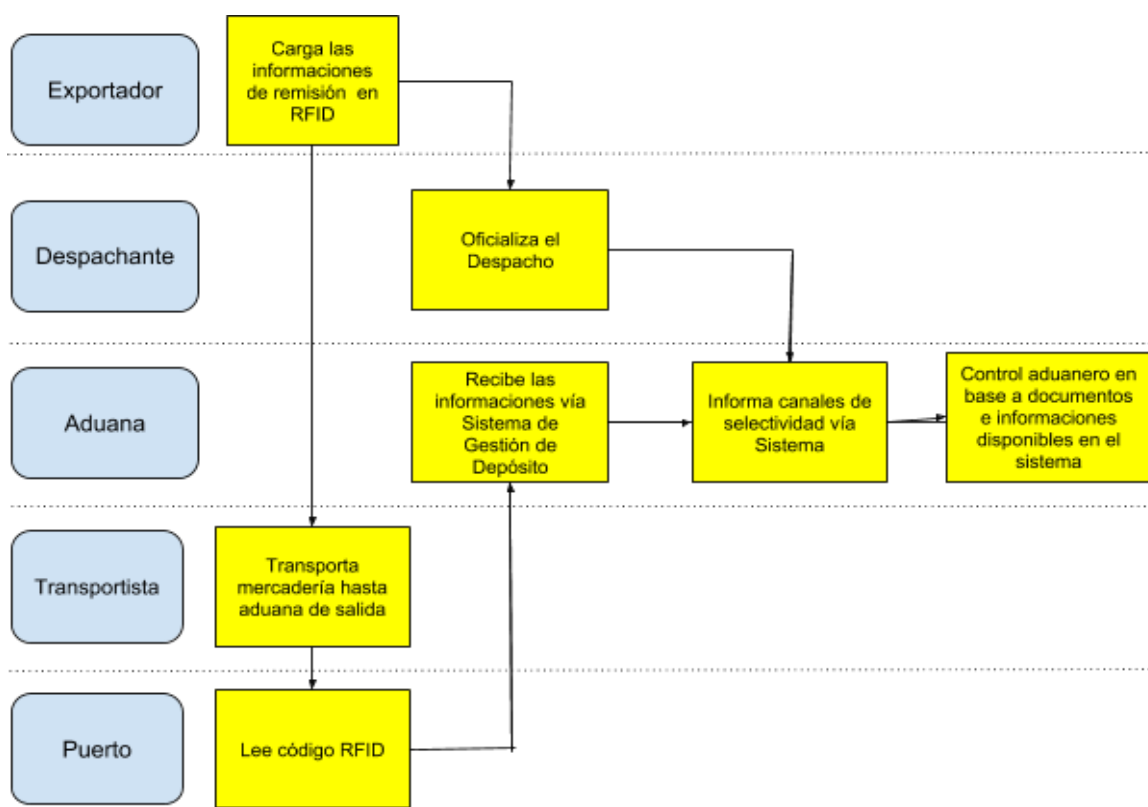 Exportador
Carga las
informaciones
de remisión en
RFID
Despachante
Oficializa el
Despacho
Aduana
Recibe las
informaciones vía
Sistema de
Gestión de
Depósito
Informa canales de
selectividad vía
Sistema
Control aduanero en
base a documentos
e informaciones
disponibles en el
sistema
Transportista
Transporta
mercadería hasta
aduana de salida
Puerto
Lee código RFID